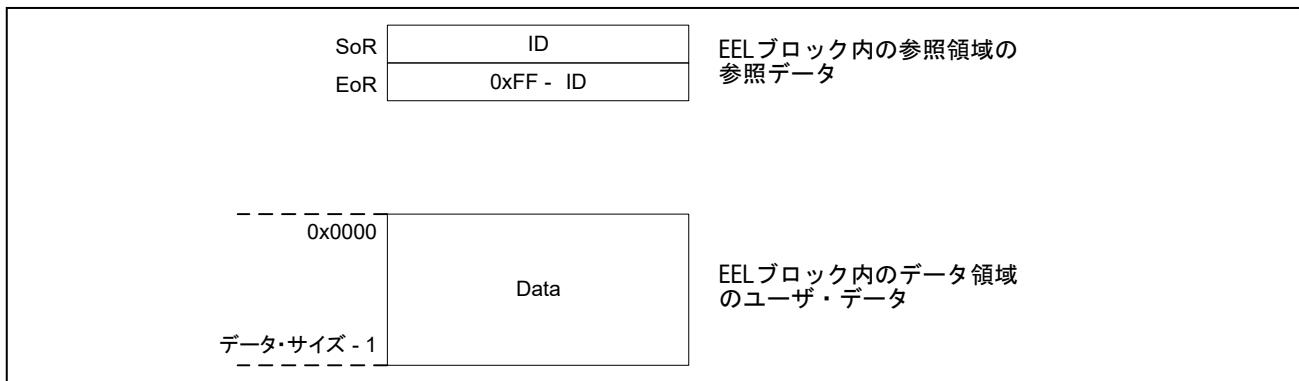 SoR
ID
EELブロック内の参照領域の
参照データ
EoR
0xFF - ID
0x0000
Data
EELブロック内のデータ領域
のユーザ・データ
データ・サイズ - 1